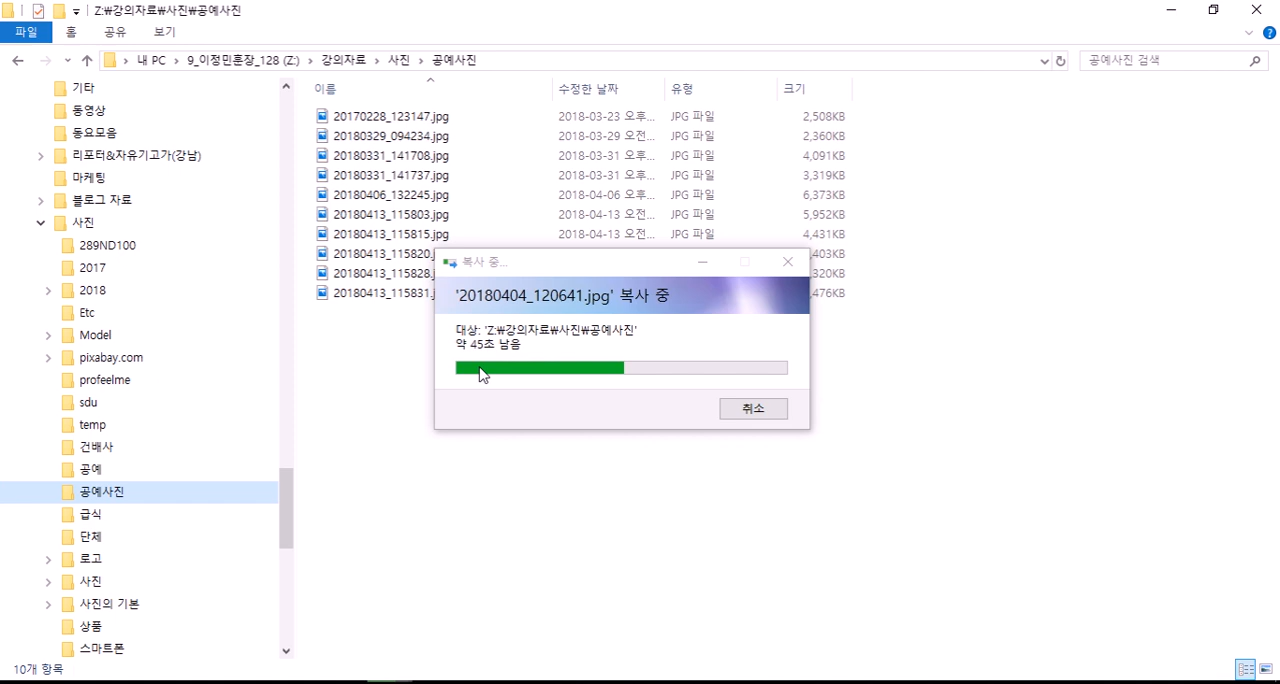 Z:₩강의자료₩사진₩공예사진
파일 홈 공유 보기
내 PC › 9_이정민훈장_128 (Z:) › 강의자료 › 사진 › 공예사진
공예사진 검색
기타
동영상
동요모음
리포터&자유기고가(강남)
마케팅
블로그 자료
사진
289ND100
2017
2018
Etc
Model
pixabay.com
profeelme
sdu
temp
건배사
공예
공예사진
급식
단체
로고
사진
사진의 기본
상품
스마트폰
이름 수정한 날짜 유형 크기
20170228_123147.jpg 2018-03-23 오후... JPG 파일 2,508KB
20180329_094234.jpg 2018-03-29 오전... JPG 파일 2,360KB
20180331_141708.jpg 2018-03-31 오후... JPG 파일 4,091KB
20180331_141737.jpg 2018-03-31 오후... JPG 파일 3,319KB
20180406_132245.jpg 2018-04-06 오후... JPG 파일 6,373KB
20180413_115803.jpg 2018-04-13 오전... JPG 파일 5,952KB
20180413_115815.jpg 2018-04-13 오전... JPG 파일 4,431KB
20180413_115820. ,403KB
20180413_115828.j ,320KB
20180413_115831.j ,476KB
복사 중...
'20180404_120641.jpg' 복사 중
대상: 'Z:₩강의자료₩사진₩공예사진'
약 45초 남음
취소
10개 항목